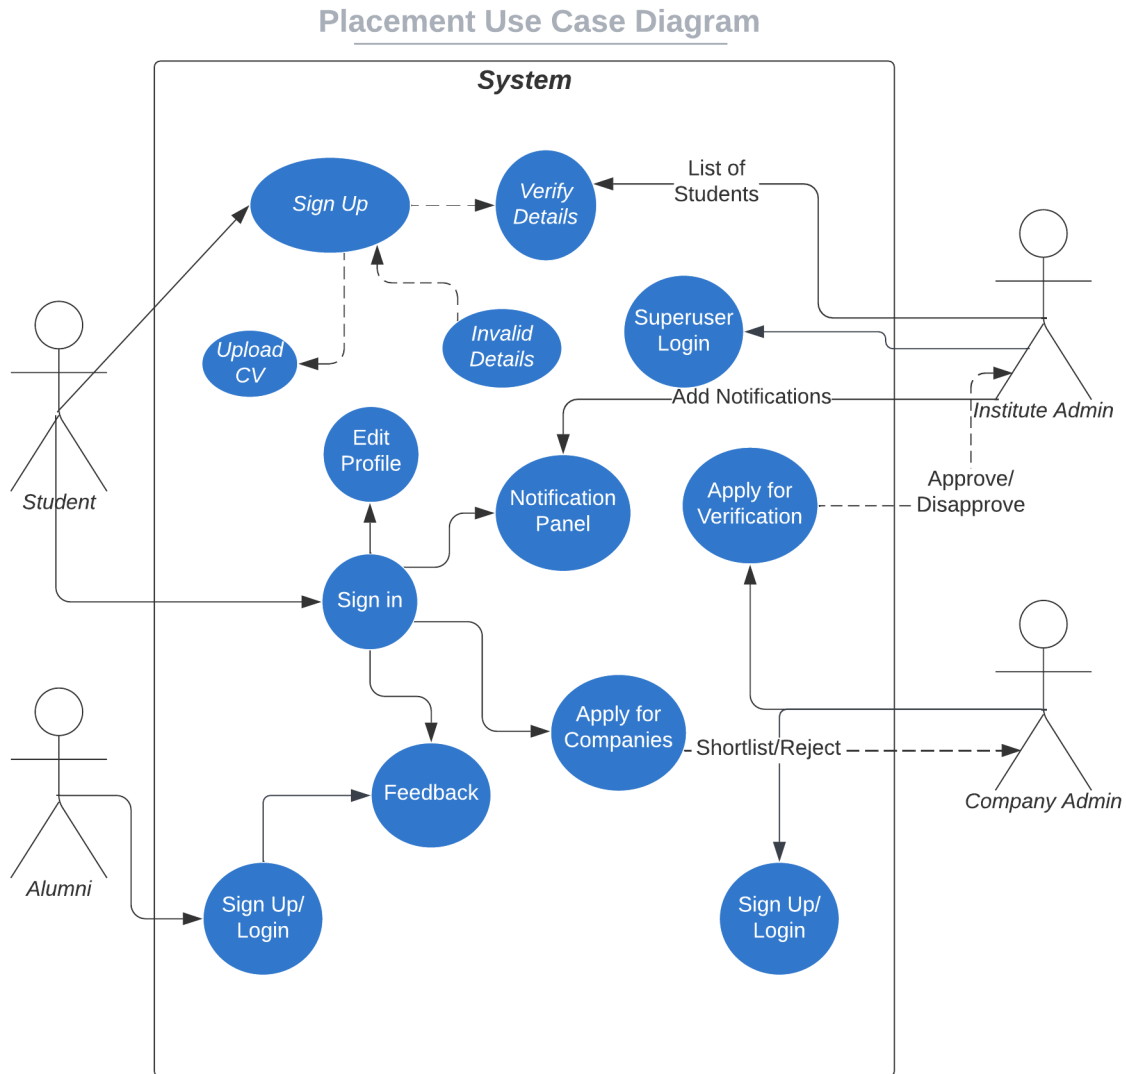 Placement Use Case Diagram
System
Sign Up
Verify
Details
List of
Students
Upload
CV
Invalid
Details
Superuser
Login
Add Notifications
Institute Admin
Student
Edit
Profile
Notification
Panel
Apply for
Verification
Approve/
Disapprove
Sign in
Apply for
Companies
Shortlist/Reject
Company Admin
Feedback
Alumni
Sign Up/
Login
Sign Up/
Login